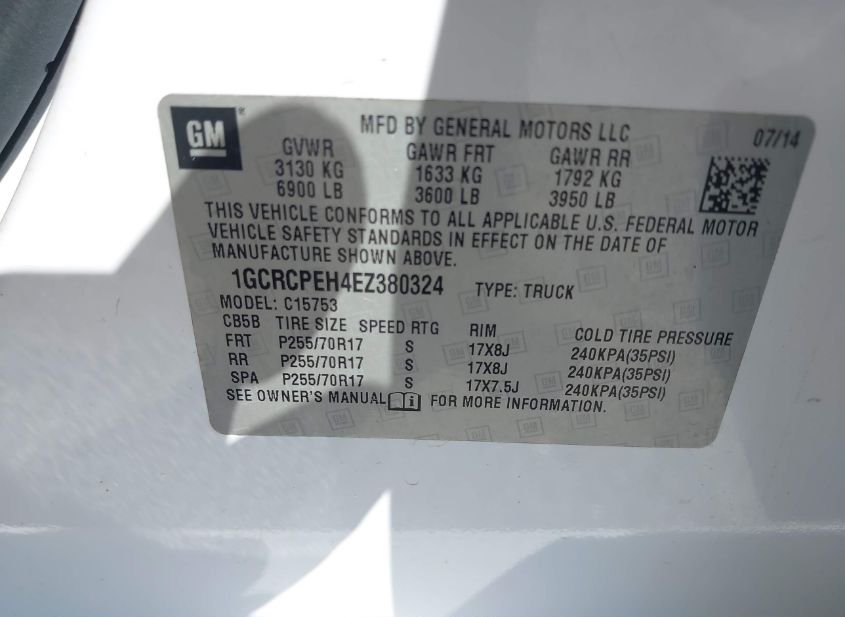 GM ®
MFD BY GENERAL MOTORS LLC
07/14
GVWR GAWR FRT GAWR RR
3130 KG 1633 KG 1792 KG
6900 LB 3600 LB 3950 LB
THIS VEHICLE CONFORMS TO ALL APPLICABLE U.S. FEDERAL MOTOR
VEHICLE SAFETY STANDARDS IN EFFECT ON THE DATE OF
MANUFACTURE SHOWN ABOVE.
1GCRCPEH4EZ380324 TYPE: TRUCK
MODEL: C15753
CB5B TIRE SIZE SPEED RTG RIM COLD TIRE PRESSURE
FRT P255/70R17 S 17X8J 240KPA(35PSI)
RR P255/70R17 S 17X8J 240KPA(35PSI)
SPA P255/70R17 S 17X7.5J 240KPA(35PSI)
SEE OWNER'S MANUAL i FOR MORE INFORMATION.